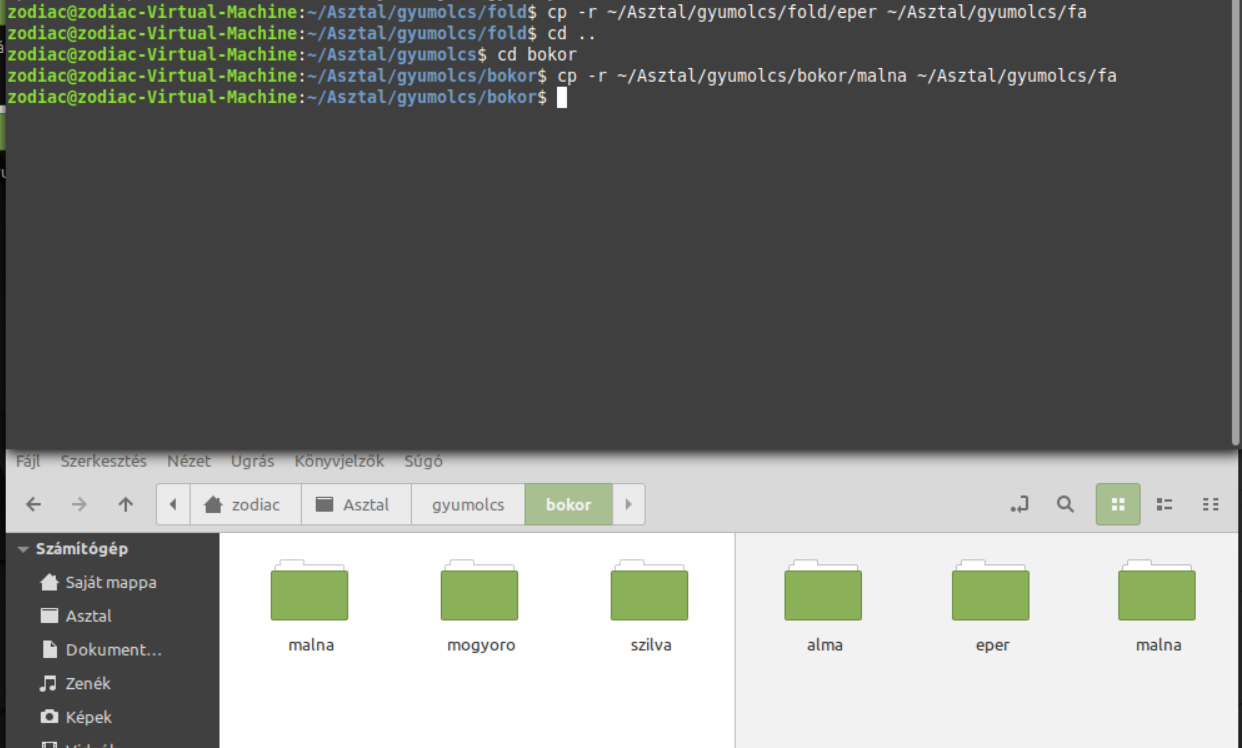 zodiac@zodiac-Virtual-Machine:~/Asztal/gyumolcs/fold$ cp -r ~/Asztal/gyumolcs/fold/eper ~/Asztal/gyumolcs/fa
zodiac@zodiac-Virtual-Machine:~/Asztal/gyumolcs/fold$ cd ..
zodiac@zodiac-Virtual-Machine:~/Asztal/gyumolcs$ cd bokor
zodiac@zodiac-Virtual-Machine:~/Asztal/gyumolcs/bokor$ cp -r ~/Asztal/gyumolcs/bokor/malna ~/Asztal/gyumolcs/fa
zodiac@zodiac-Virtual-Machine:~/Asztal/gyumolcs/bokor$
Fájl Szerkesztés Nézet Ugrás Könyvjelzők Súgó
zodiac Asztal gyumolcs bokor
Számítógép
Saját mappa
Asztal
Dokument...
Zenék
Képek
malna mogyoro szilva alma eper malna